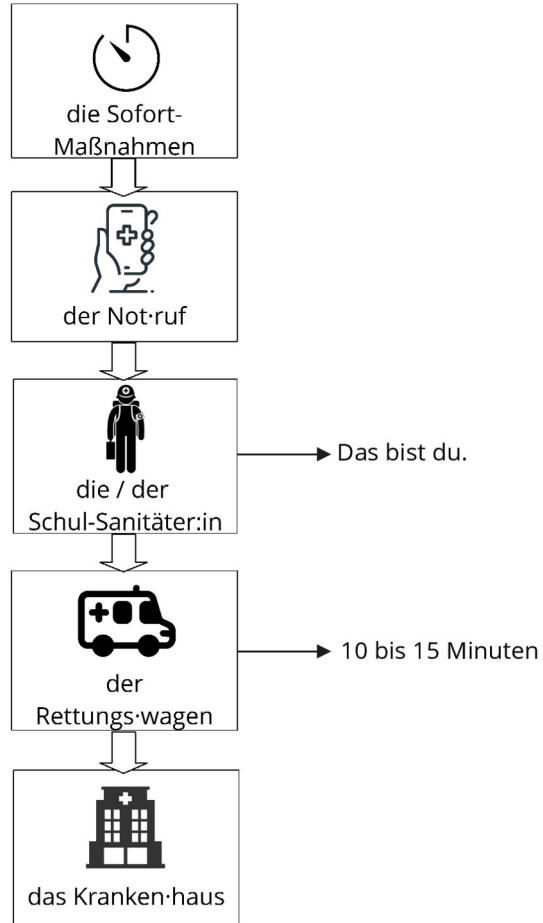 die Sofort-
Maßnahmen
der Not·ruf
die / der
Schul-Sanitäter:in
Das bist du.
der
Rettungs·wagen
10 bis 15 Minuten
das Kranken·haus